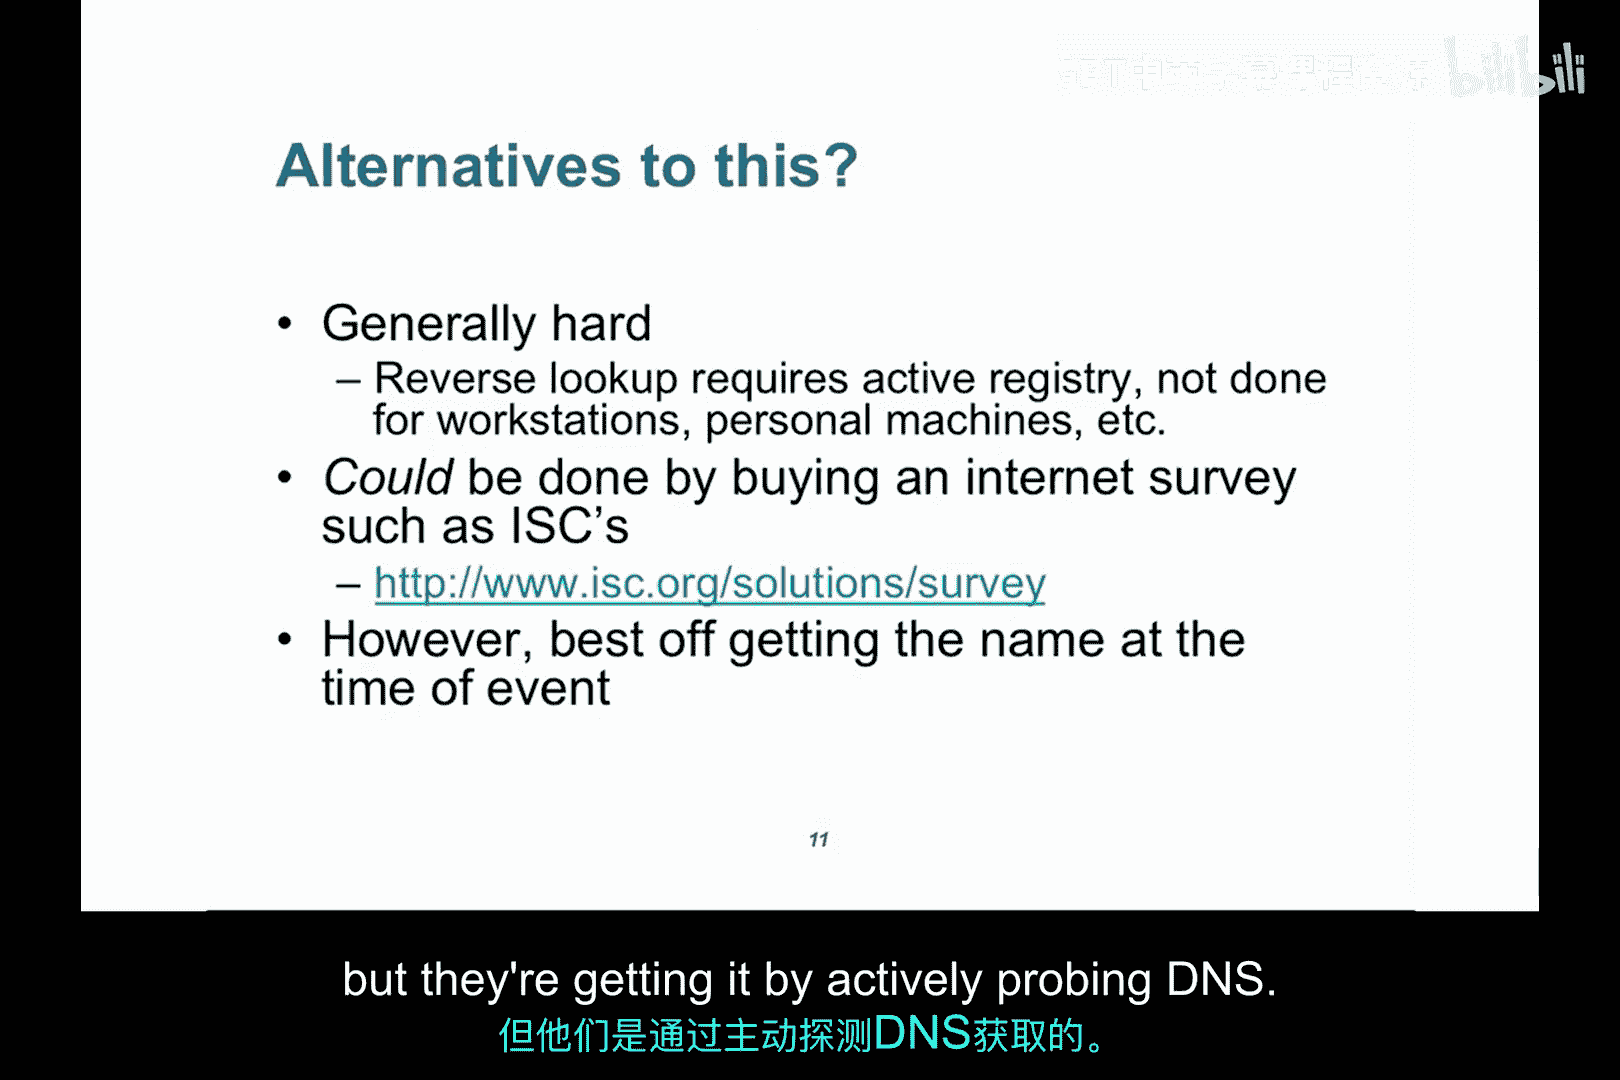 bilibili
Alternatives to this?
• Generally hard
– Reverse lookup requires active registry, not done
for workstations, personal machines, etc.
• Could be done by buying an internet survey
such as ISC's
– http://www.isc.org/solutions/survey
• However, best off getting the name at the
time of event
11
but they're getting it by actively probing DNS.
但他们是通过主动探测DNS获取的。